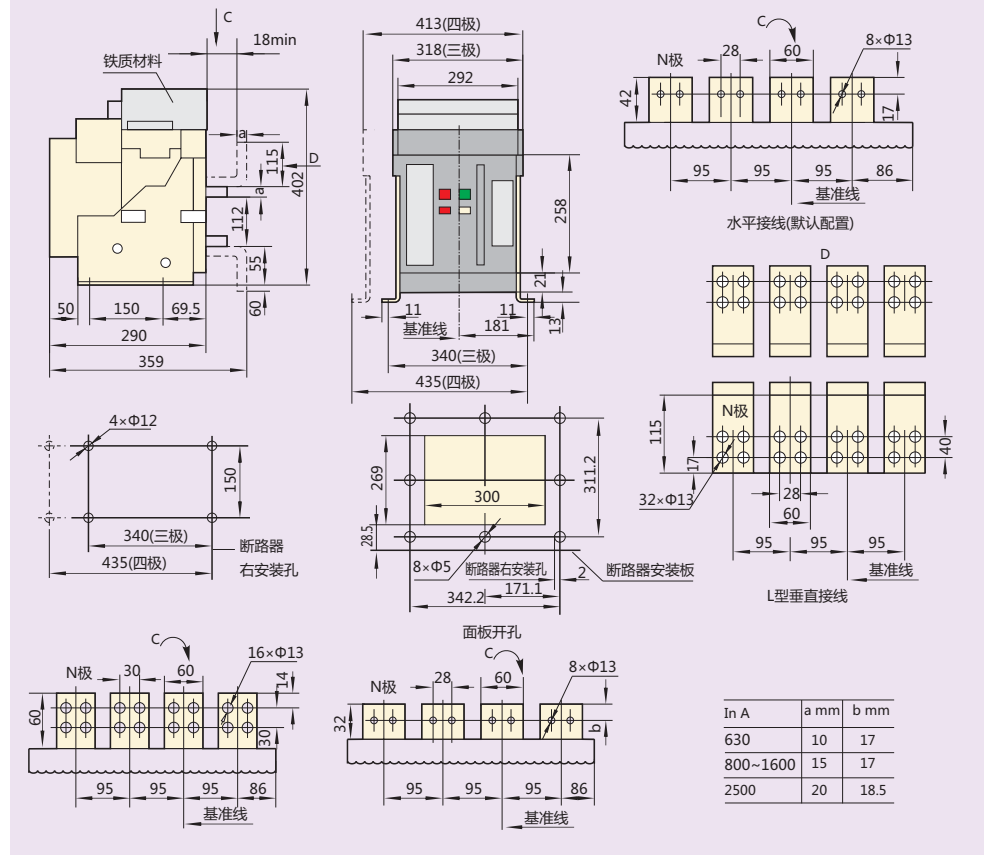 C
18min
铁质材料
a
115
D
402
a
112
55
60
50
150
69.5
290
359
413(四极)
318(三极)
292
258
21
13
11
11
基准线
181
340(三极)
435(四极)
C
N极
28
60
8×Φ13
42
17
95
95
95
86
基准线
水平接线(默认配置)
D
N极
115
17
40
32×Φ13
28
60
95
95
95
基准线
L型垂直接线
4×Φ12
150
340(三极)
435(四极)
断路器
右安装孔
269
300
311.2
28.5
8×Φ5
断路器右安装孔
2
断路器安装板
171.1
342.2
面板开孔
C
N极
30
60
16×Φ13
14
60
30
95
95
95
86
基准线
C
N极
28
60
8×Φ13
32
b
95
95
95
86
基准线
In A a mm b mm
630 10 17
800~1600 15 17
2500 20 18.5